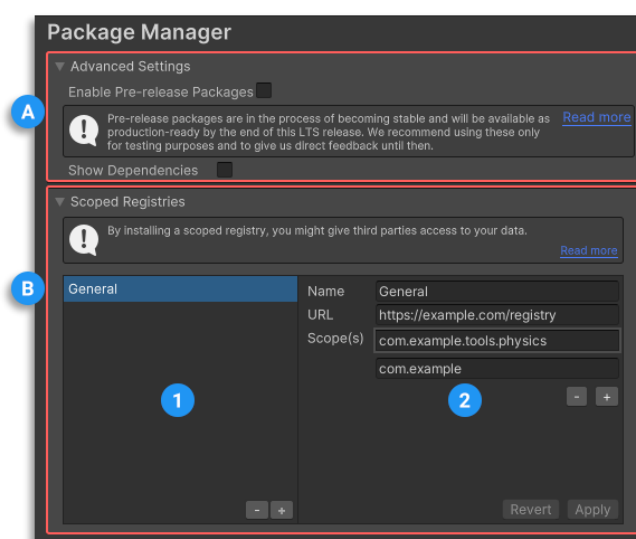 Package Manager
Advanced Settings
Enable Pre-release Packages
A
Pre-release packages are in the process of becoming stable and will be available as
production-ready by the end of this LTS release. We recommend using these only
for testing purposes and to give us direct feedback until then.
Read more
Show Dependencies
Scoped Registries
By installing a scoped registry, you might give third parties access to your data.
Read more
B
General
Name General
URL https://example.com/registry
Scope(s) com.example.tools.physics
com.example
1
2
- +
- +
Revert Apply